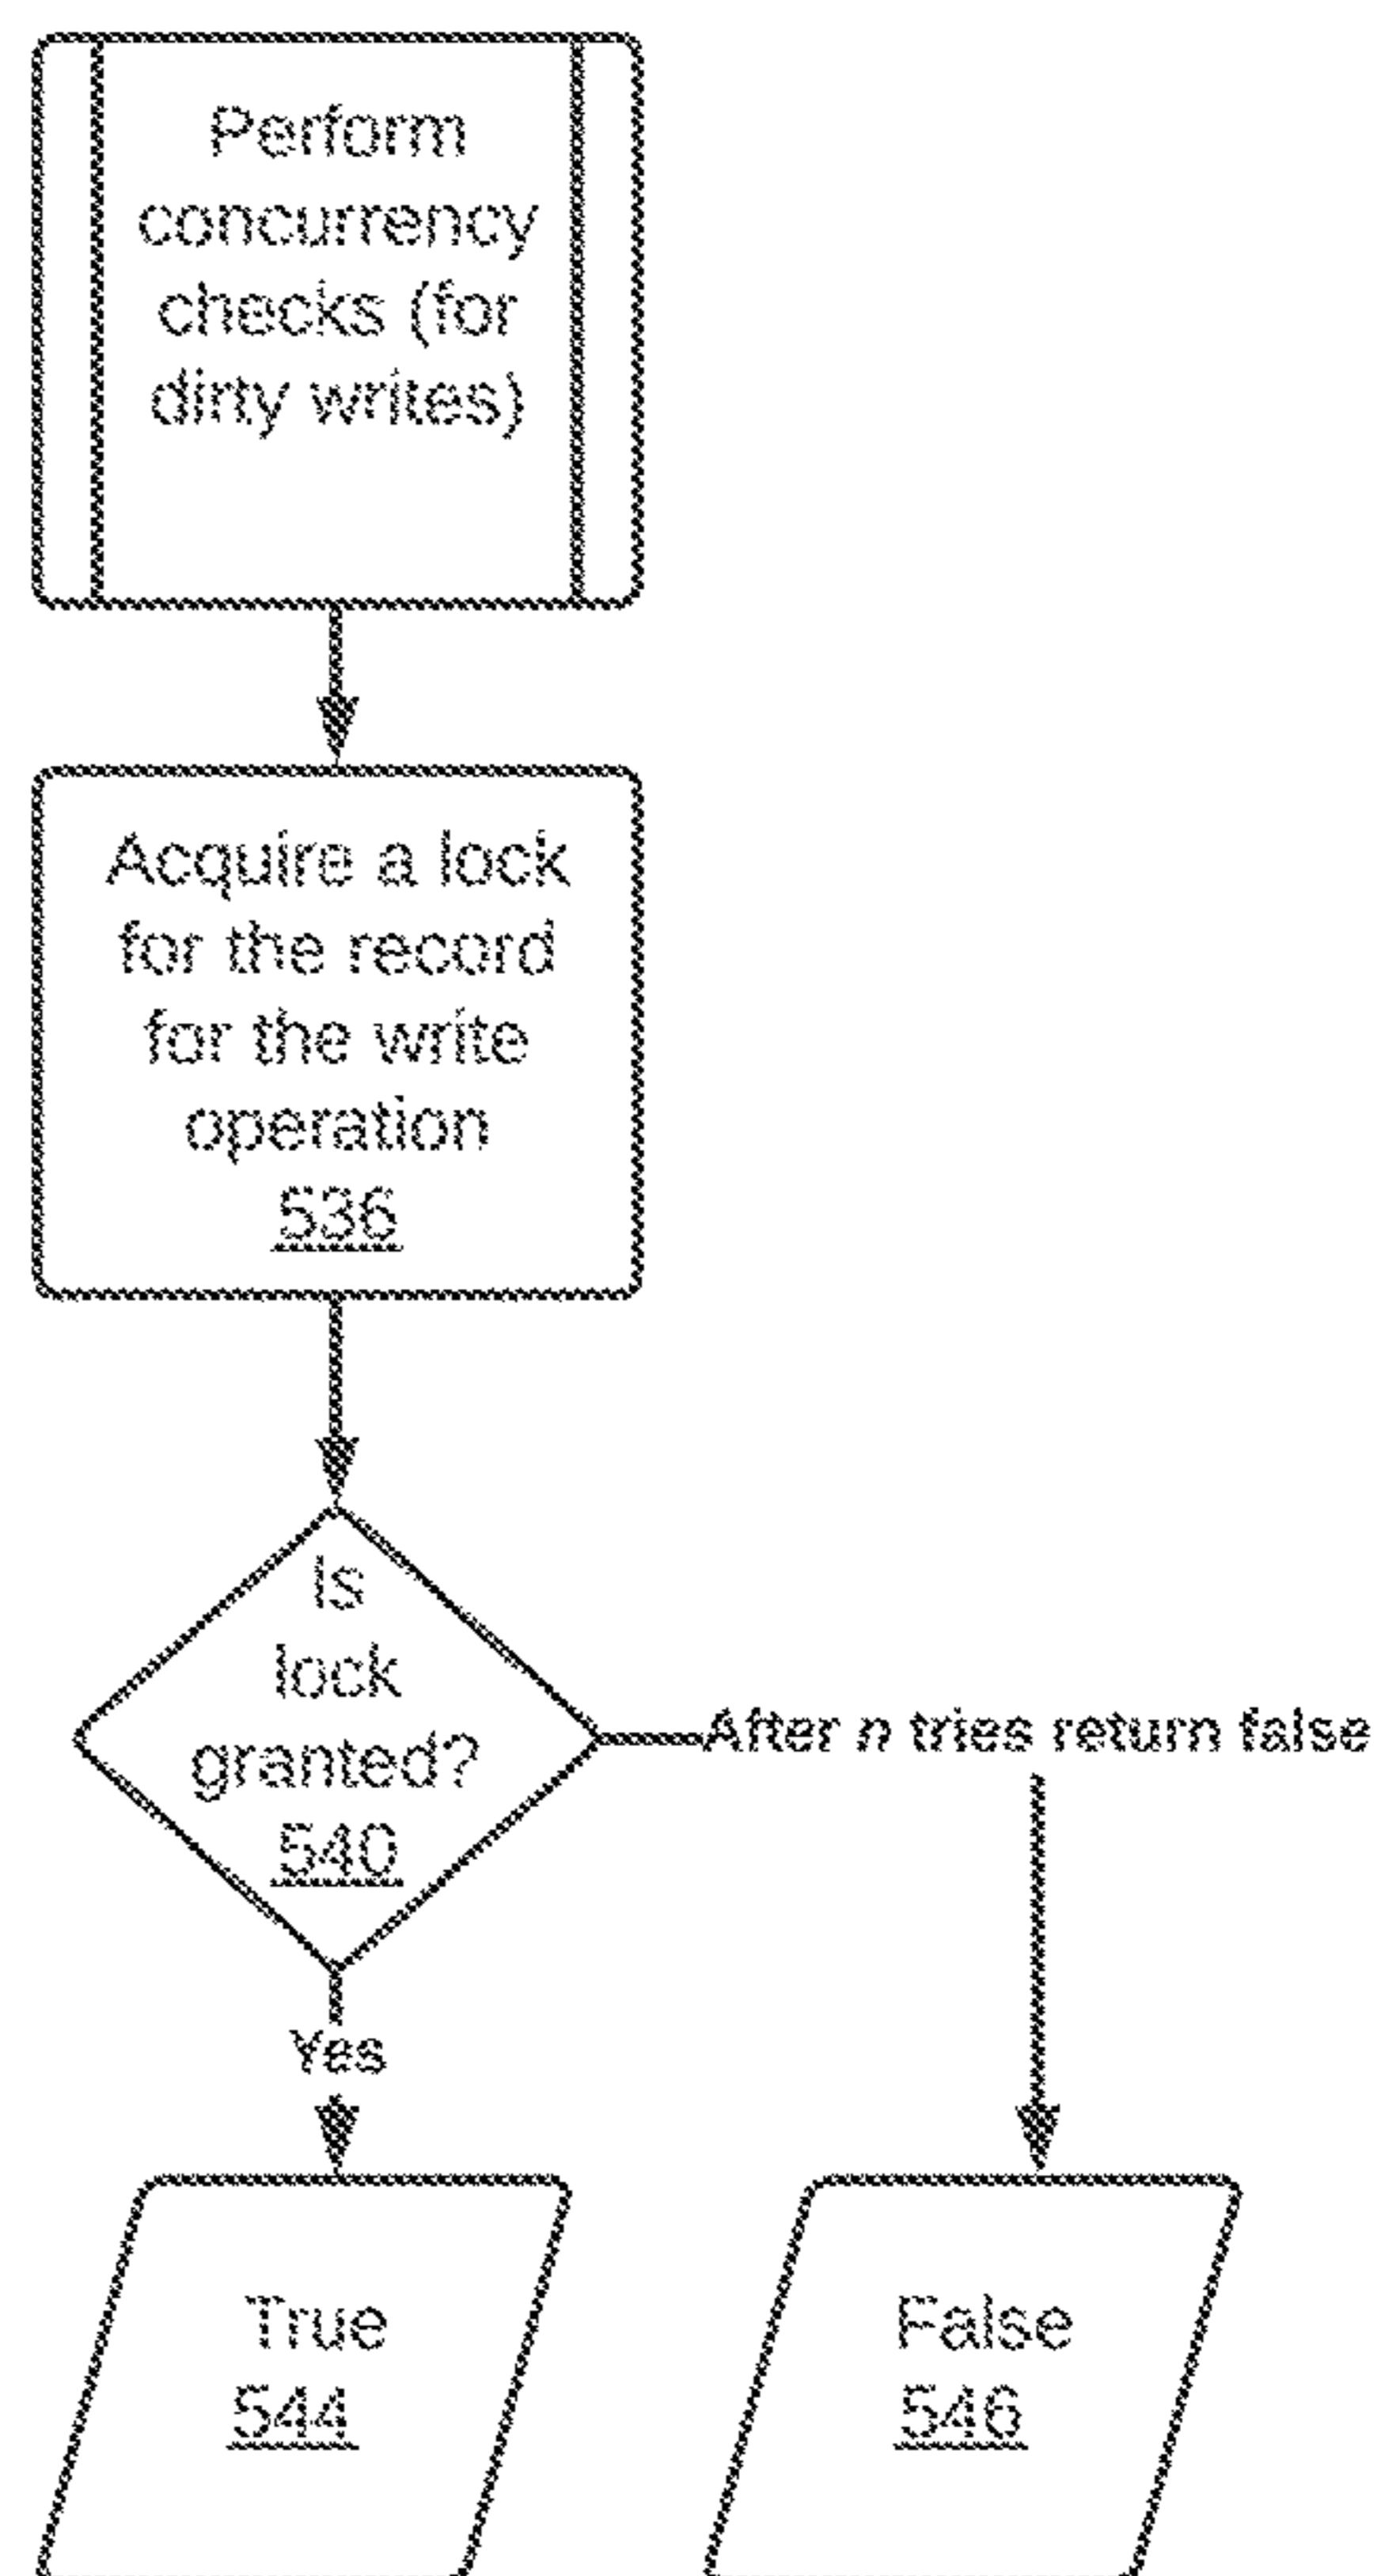 Perform
concurrency
checks (for
dirty writes)
Acquire a lock
for the record
for the write
operation
536
Is
lock
granted?
540
After n tries return false
Yes
True
544
False
546